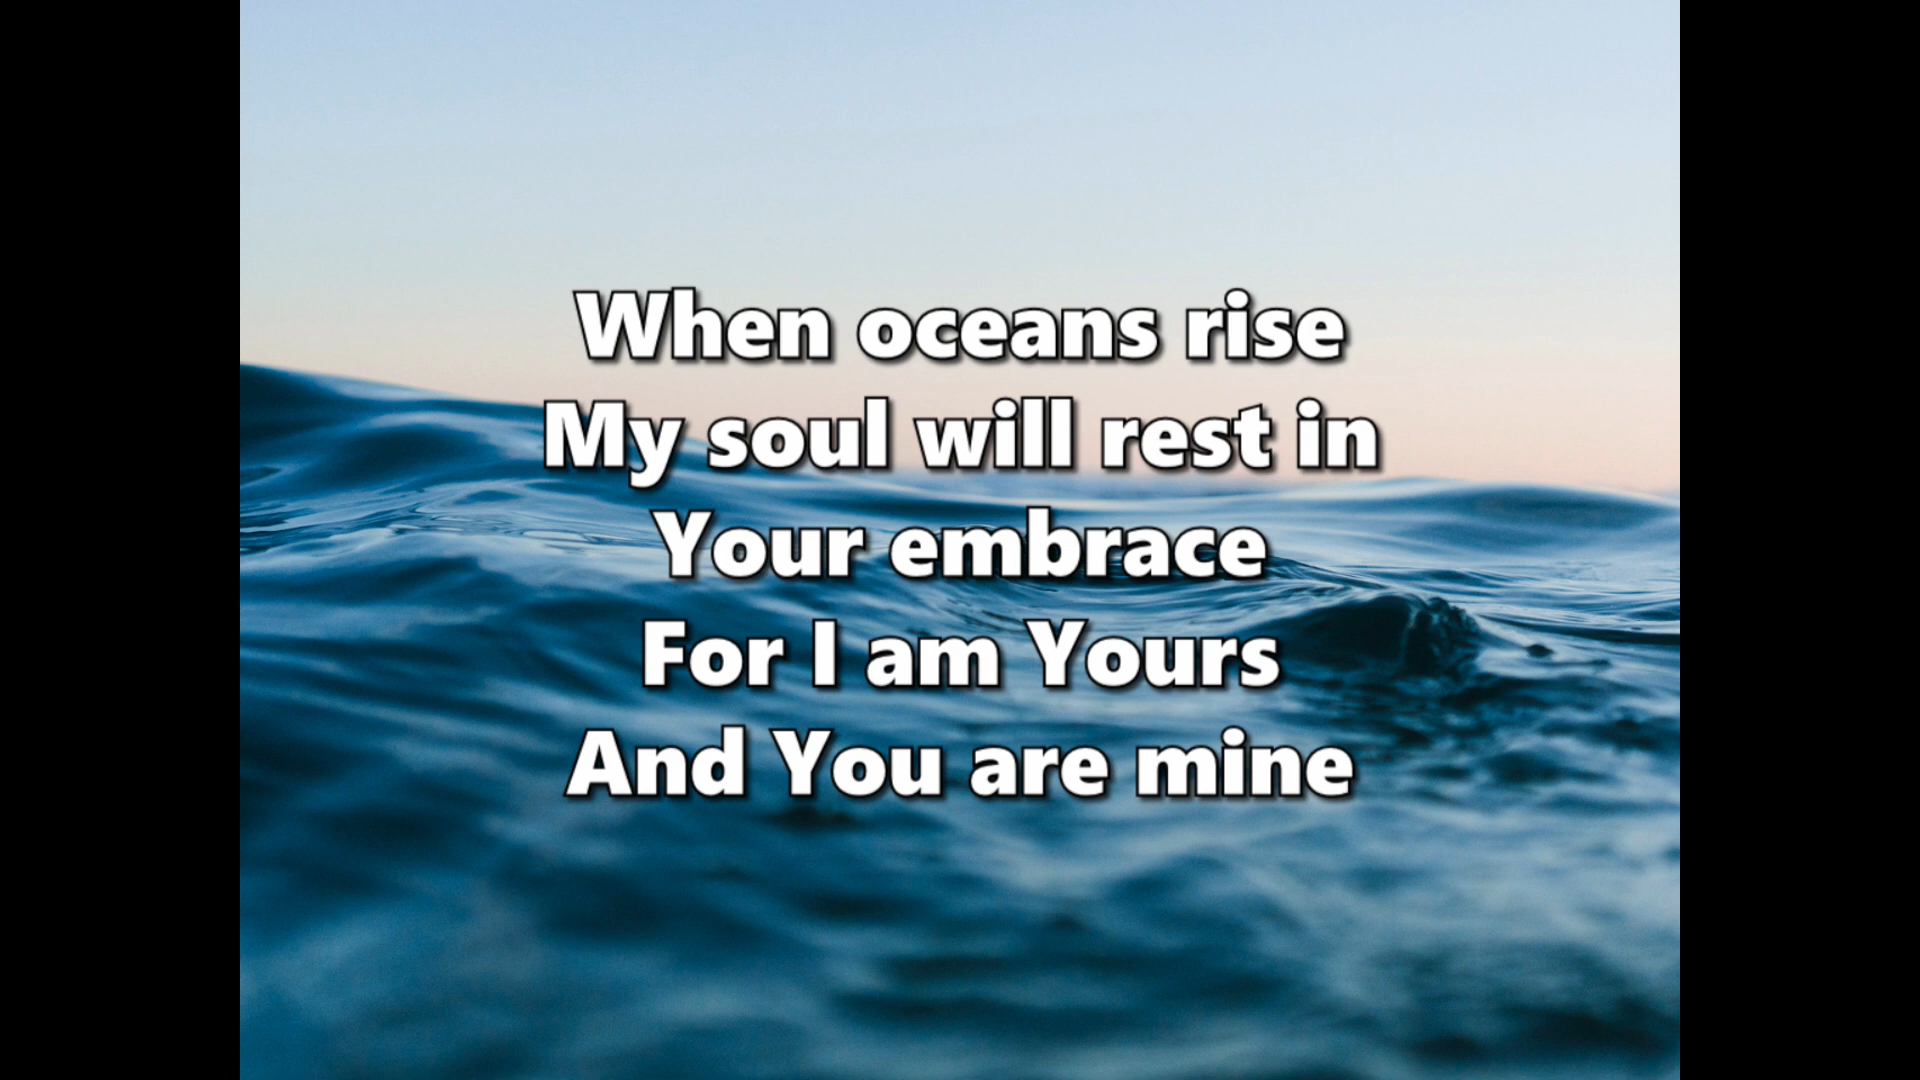 When oceans rise
My soul will rest in
Your embrace
For I am Yours
And You are mine